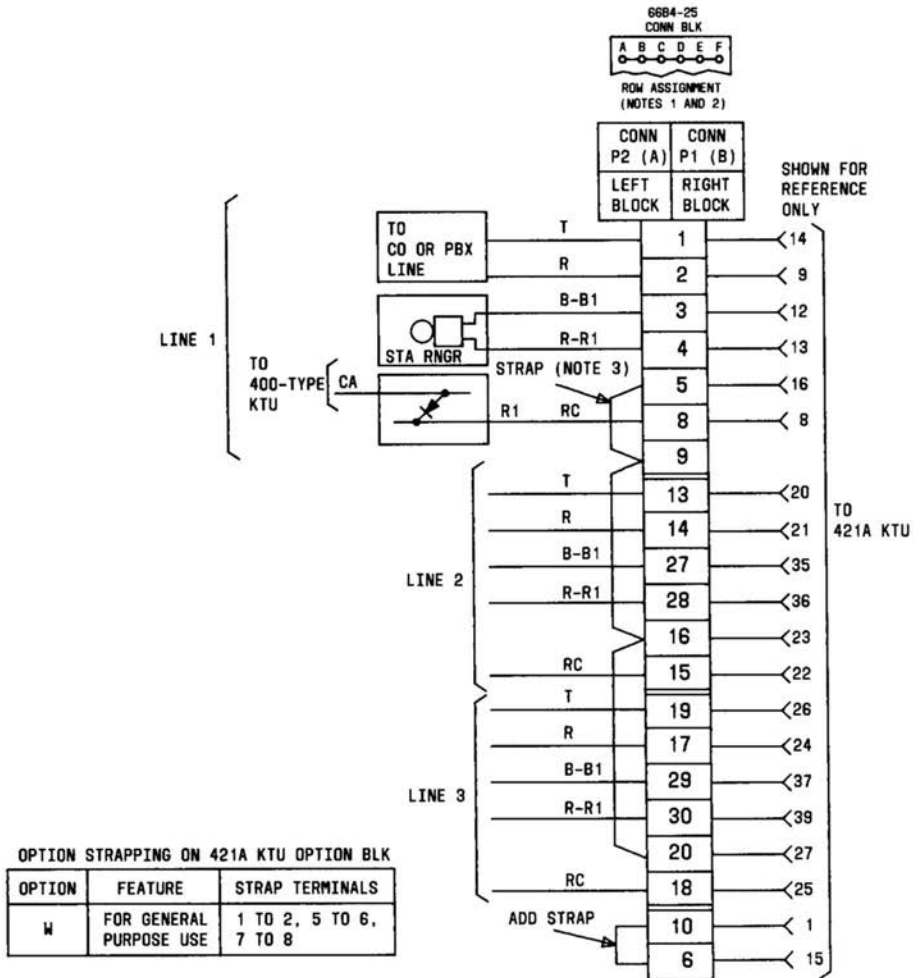 66B4-25
CONN BLK
A B C D E F
ROW ASSIGNMENT
(NOTES 1 AND 2)
CONN P2 (A)
CONN P1 (B)
LEFT BLOCK
RIGHT BLOCK
SHOWN FOR
REFERENCE
ONLY
LINE 1
TO
CO OR PBX
LINE
T 1 14
R 2 9
B-B1 3 12
STA RNGR
R-R1 4 13
STRAP (NOTE 3)
5 16
TO
400-TYPE
KTU
CA
R1 RC 8 8
9
LINE 2
T 13 20
R 14 21
B-B1 27 35
R-R1 28 36
16 23
RC 15 22
TO
421A KTU
LINE 3
T 19 26
R 17 24
B-B1 29 37
R-R1 30 39
20 27
RC 18 25
ADD STRAP
10 1
6 15
OPTION STRAPPING ON 421A KTU OPTION BLK
OPTION FEATURE STRAP TERMINALS
W
FOR GENERAL
PURPOSE USE
1 TO 2, 5 TO 6,
7 TO 8